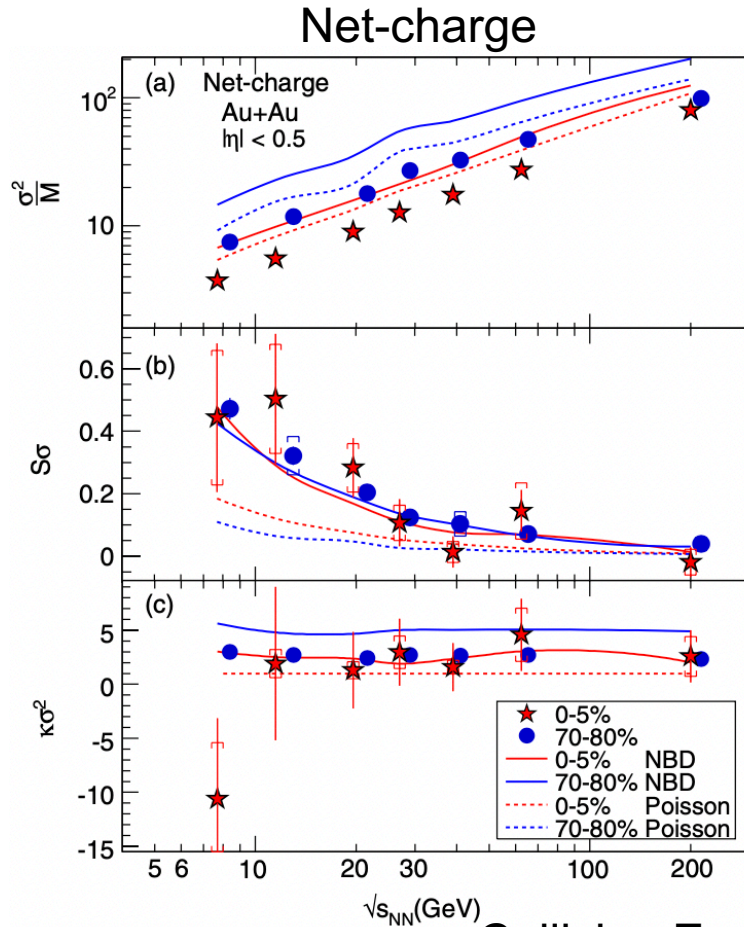 Net-charge
(a)
Net-charge
Au+Au
|η| < 0.5
10²
10
σ²/M
(b)
0.6
0.4
0.2
0
Sσ
(c)
5
0
-5
-10
-15
κσ²
0-5%
70-80%
0-5% NBD
70-80% NBD
0-5% Poisson
70-80% Poisson
5 6 10 20 30 100 200
√sNN(GeV)